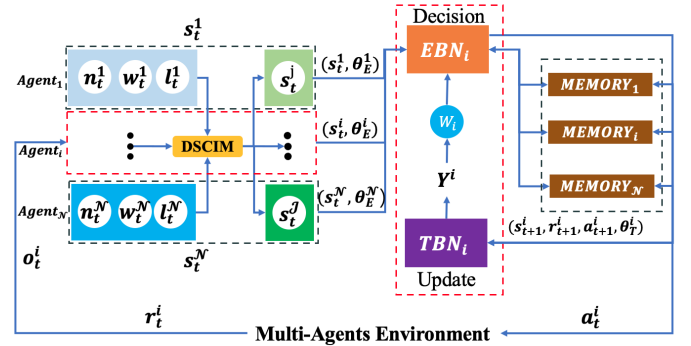 s_t^1
Decision
Agent_1
n_t^1 w_t^1 l_t^1
s_t^j
(s_t^1, θ_E^1)
EBN_i
MEMORY_1
Agent_i
DSCIM
(s_t^i, θ_E^i)
W_i
MEMORY_i
Y^i
Agent_𝒩
n_t^𝒩 w_t^𝒩 l_t^𝒩
s_t^𝒥
(s_t^𝒩, θ_E^𝒩)
MEMORY_𝒩
TBN_i
(s_{t+1}^i, r_{t+1}^i, a_{t+1}^i, θ_T^i)
s_t^𝒩
Update
o_t^i
r_t^i
Multi-Agents Environment
a_t^i